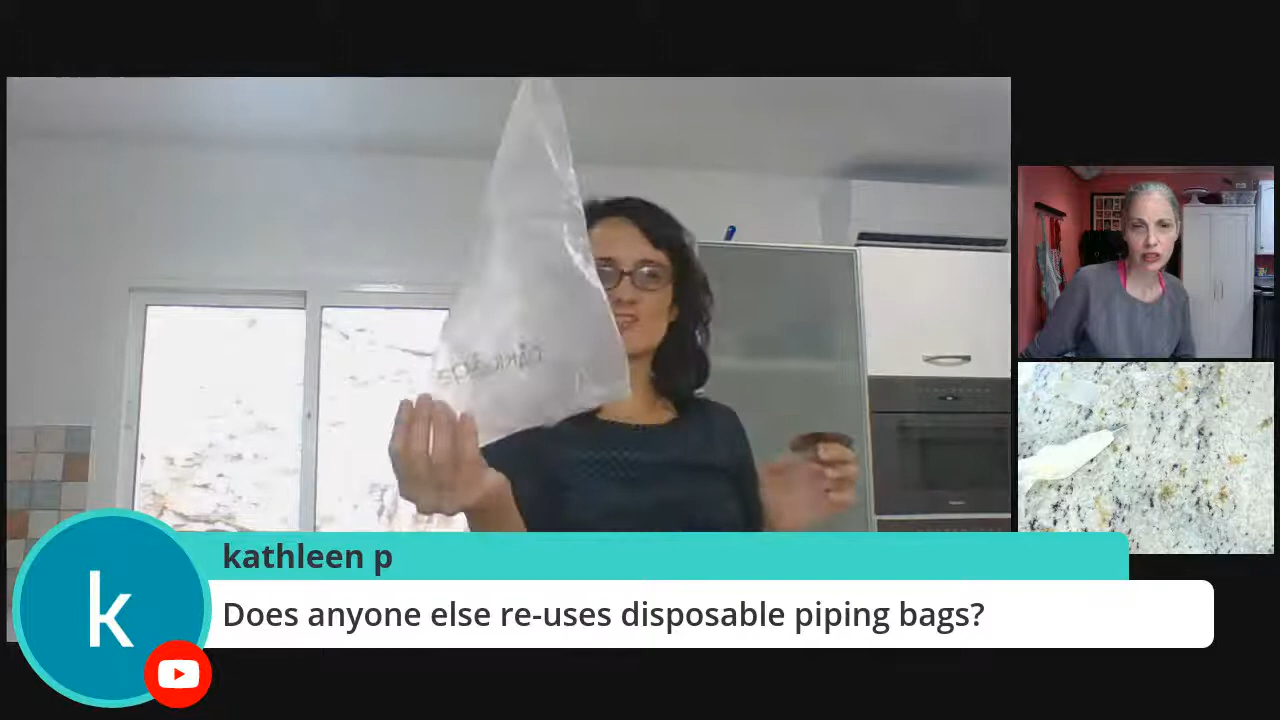 kathleen p
k
Does anyone else re-uses disposable piping bags?